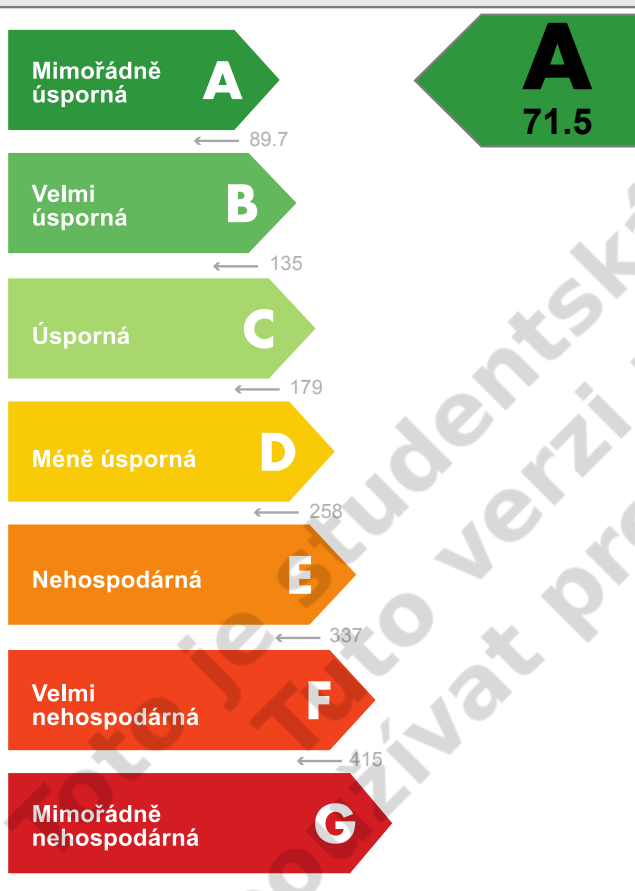 Mimořádně
úsporná
A
A
71.5
89.7
Velmi
úsporná
B
135
Úsporná
C
179
Méně úsporná
D
258
Nehospodárná
E
337
Velmi
nehospodárná
F
415
Mimořádně
nehospodárná
G
Toto je studentská
Tuto verzi
používat pro